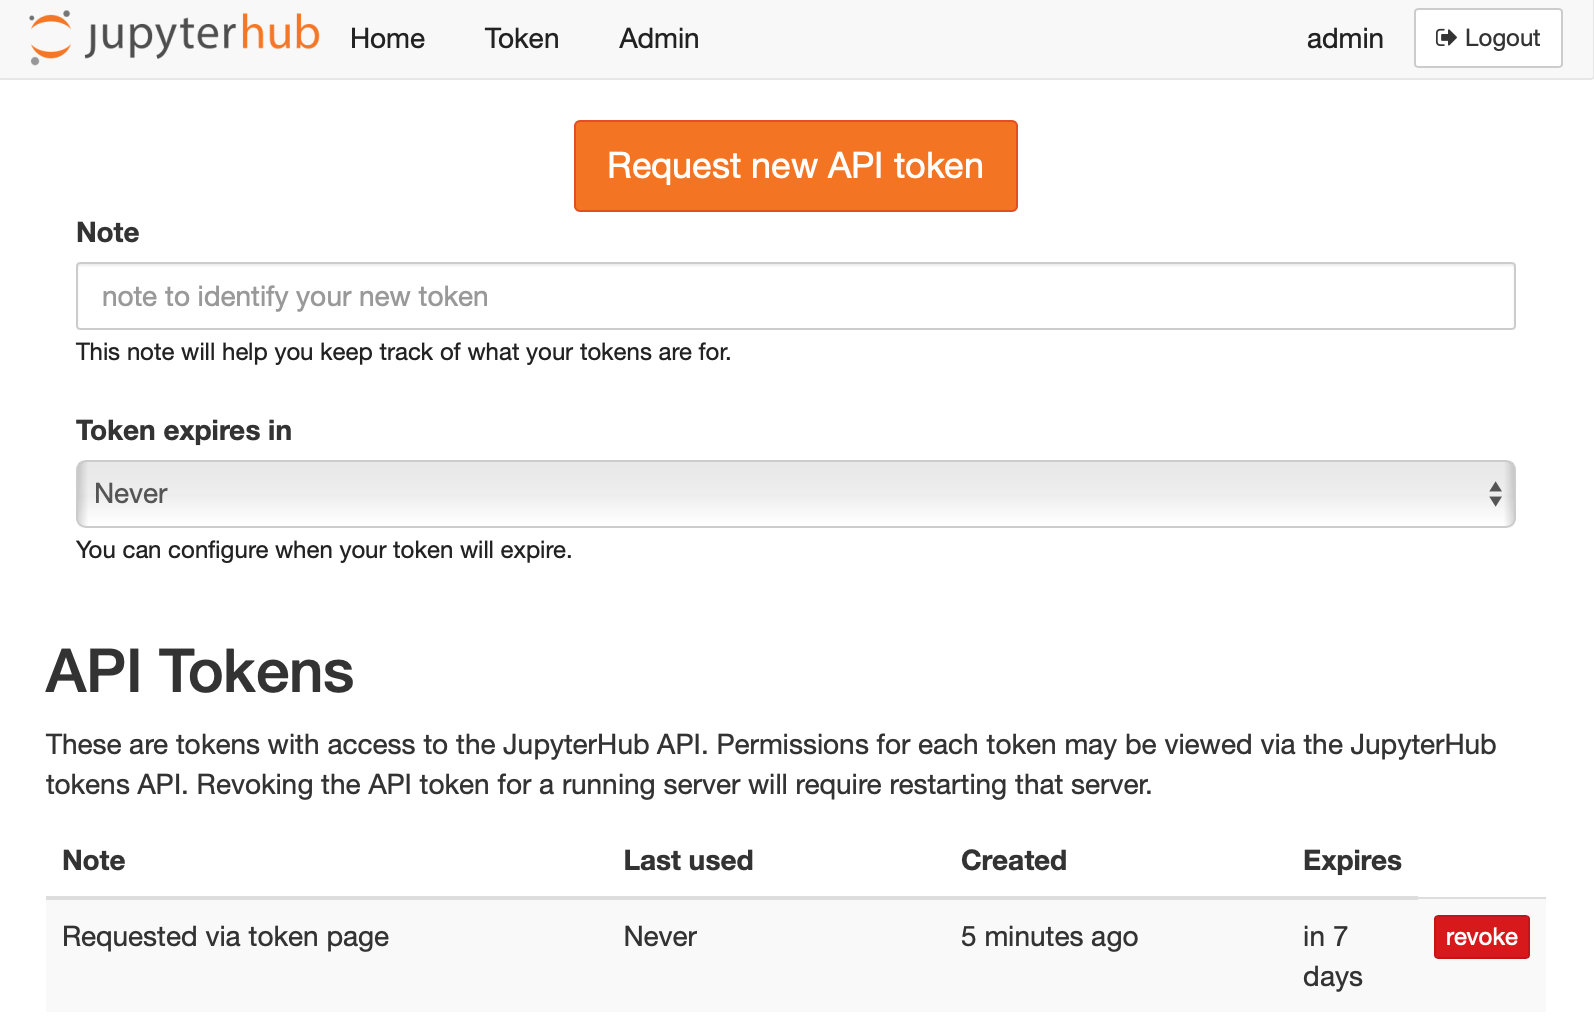 jupyterhub Home Token Admin admin Logout
Request new API token
Note
note to identify your new token
This note will help you keep track of what your tokens are for.
Token expires in
Never
You can configure when your token will expire.
API Tokens
These are tokens with access to the JupyterHub API. Permissions for each token may be viewed via the JupyterHub
tokens API. Revoking the API token for a running server will require restarting that server.
Note Last used Created Expires
Requested via token page Never 5 minutes ago in 7 revoke
days